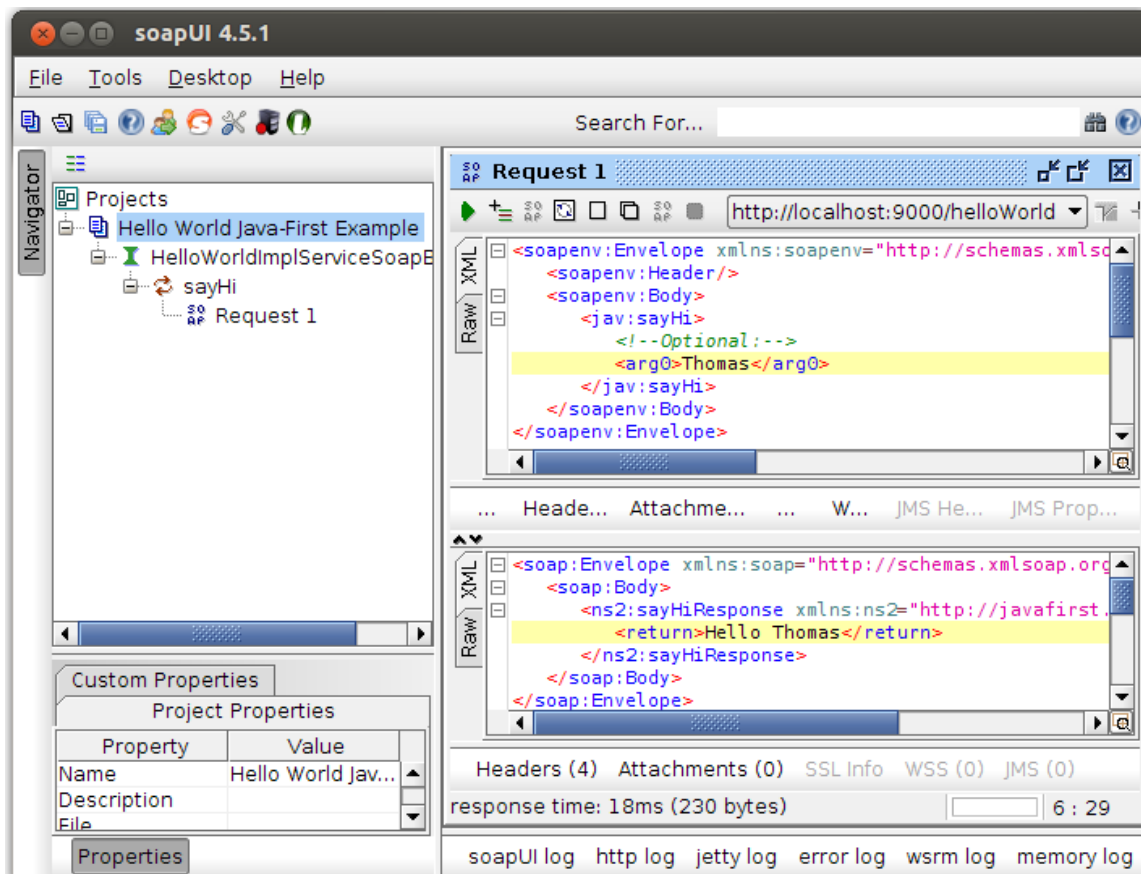 soapUI 4.5.1
File Tools Desktop Help
Search For...
Navigator
Projects
Hello World Java-First Example
HelloWorldImplServiceSoapB
sayHi
Request 1
Custom Properties
Project Properties
Property Value
Name Hello World Jav...
Description
File
Properties
Request 1
http://localhost:9000/helloWorld
XML
Raw
<soapenv:Envelope xmlns:soapenv="http://schemas.xmlso
<soapenv:Header/>
<soapenv:Body>
<jav:sayHi>
<!--Optional:-->
<arg0>Thomas</arg0>
</jav:sayHi>
</soapenv:Body>
</soapenv:Envelope>
... Heade... Attachme... ... W... JMS He... JMS Prop...
XML
Raw
<soap:Envelope xmlns:soap="http://schemas.xmlsoap.org
<soap:Body>
<ns2:sayHiResponse xmlns:ns2="http://javafirst.
<return>Hello Thomas</return>
</ns2:sayHiResponse>
</soap:Body>
</soap:Envelope>
Headers (4) Attachments (0) SSL Info WSS (0) JMS (0)
response time: 18ms (230 bytes) 6 : 29
soapUI log http log jetty log error log wsrm log memory log